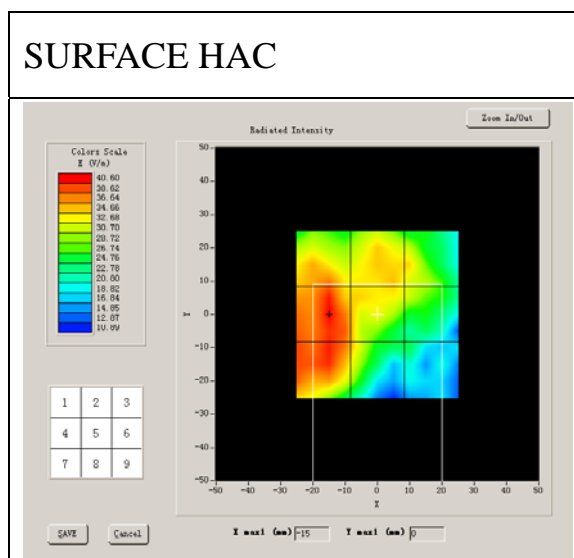 SURFACE HAC
Zoom In/Out
Radiated Intensity
Colors Scale
E (V/m)
40.60
38.62
36.64
34.66
32.68
30.70
28.72
26.74
24.76
22.78
20.80
18.82
16.84
14.85
12.87
10.89
50
40
30
20
10
0
-10
-20
-30
-40
-50
Y
-50 -40 -30 -20 -10 0 10 20 30 40 50
X
1 2 3
4 5 6
7 8 9
SAVE Cancel X max1 (mm) -15 Y max1 (mm) 0